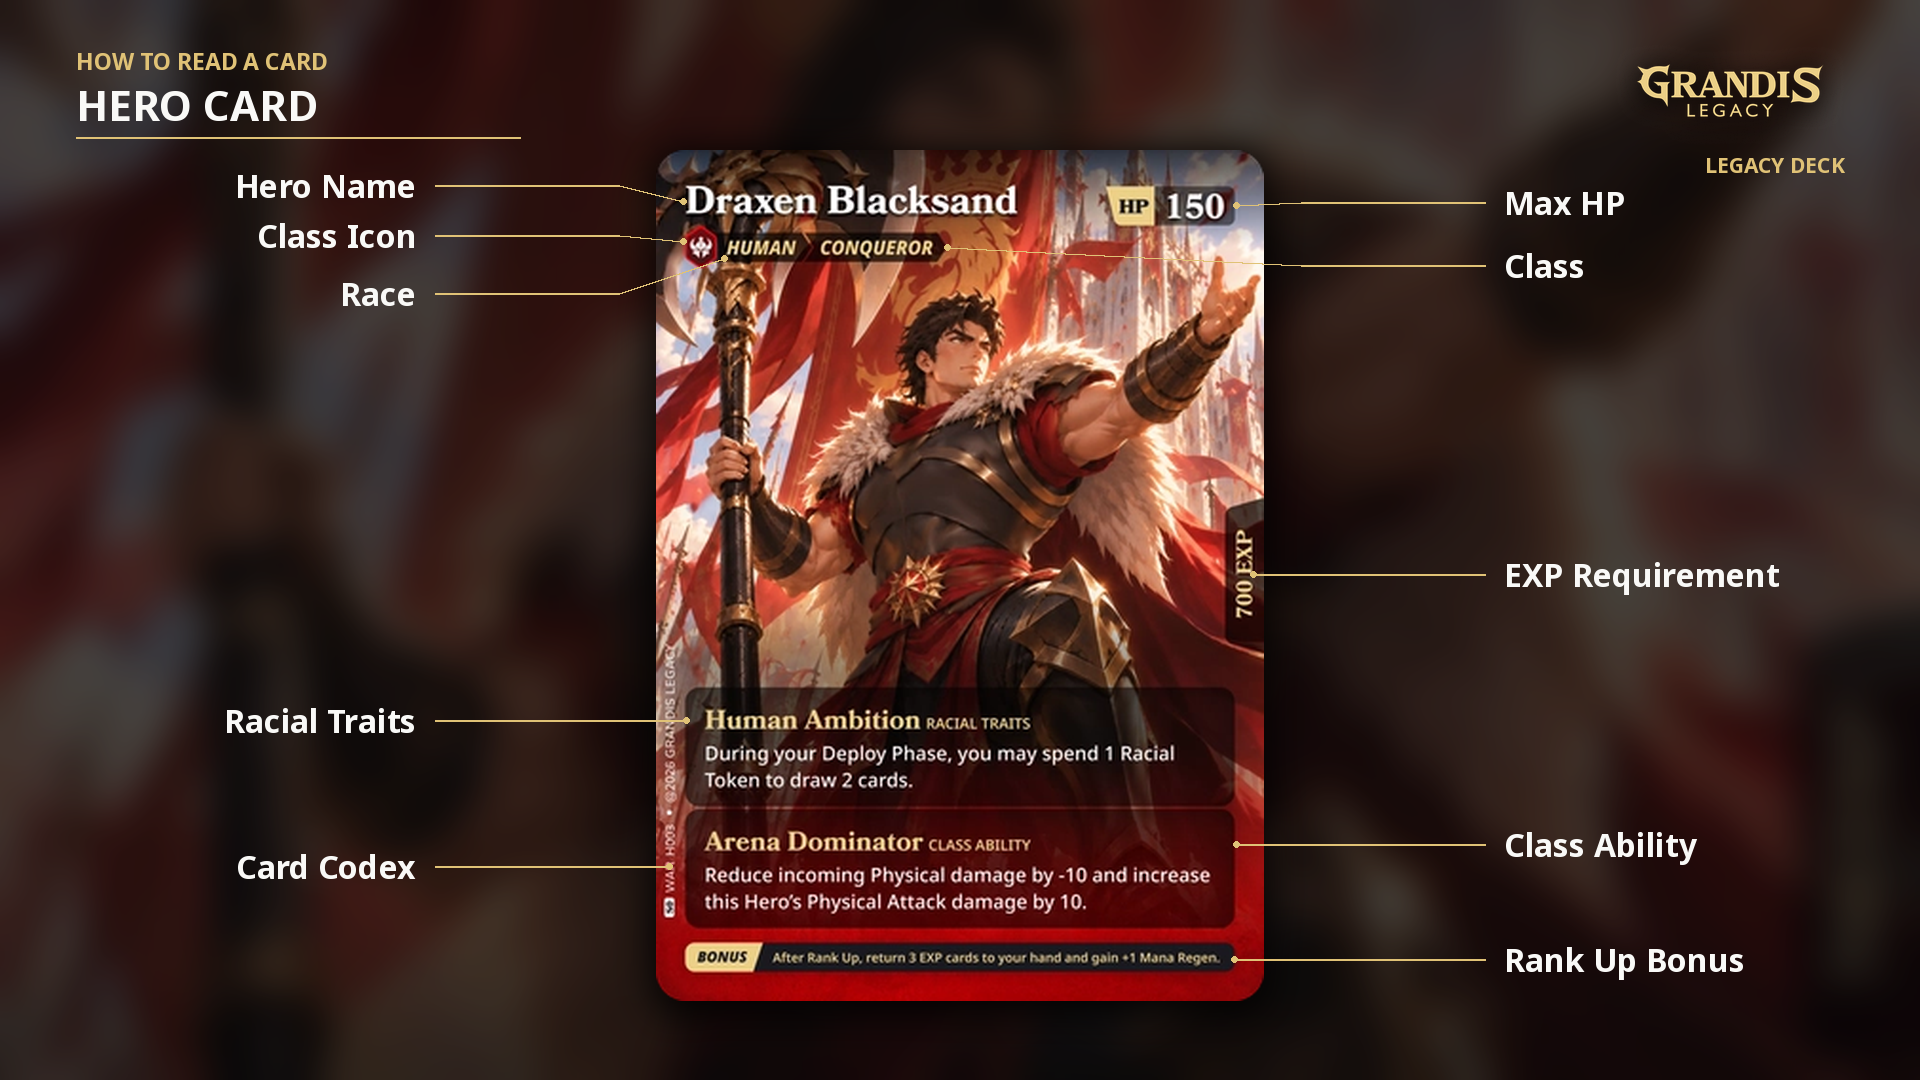 HOW TO READ A CARD
HERO CARD
GRANDIS
LEGACY
LEGACY DECK
Hero Name
Class Icon
Race
Racial Traits
Card Codex
Draxen Blacksand
HP 150
HUMAN CONQUEROR
700 EXP
Human Ambition RACIAL TRAITS
During your Deploy Phase, you may spend 1 Racial
Token to draw 2 cards.
Arena Dominator CLASS ABILITY
Reduce incoming Physical damage by -10 and increase
this Hero's Physical Attack damage by 10.
BONUS After Rank Up, return 3 EXP cards to your hand and gain +1 Mana Regen.
H003 • ©2026 GRANDIS LEGACY
Max HP
Class
EXP Requirement
Class Ability
Rank Up Bonus